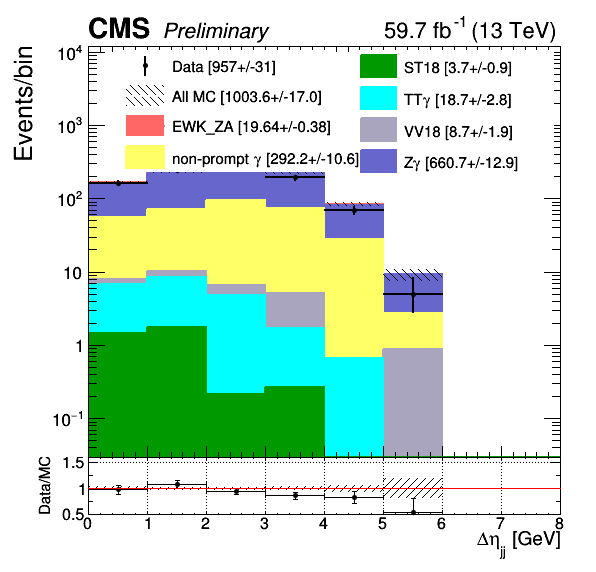 CMS Preliminary 59.7 fb⁻¹ (13 TeV)
Events/bin
10⁴
10³
10²
10
1
10⁻¹
Data [957+/-31]
All MC [1003.6+/-17.0]
EWK_ZA [19.64+/-0.38]
non-prompt γ [292.2+/-10.6]
ST18 [3.7+/-0.9]
TTγ [18.7+/-2.8]
VV18 [8.7+/-1.9]
Zγ [660.7+/-12.9]
Data/MC
1.5
1
0.5
0 1 2 3 4 5 6 7 8
Δη_jj [GeV]